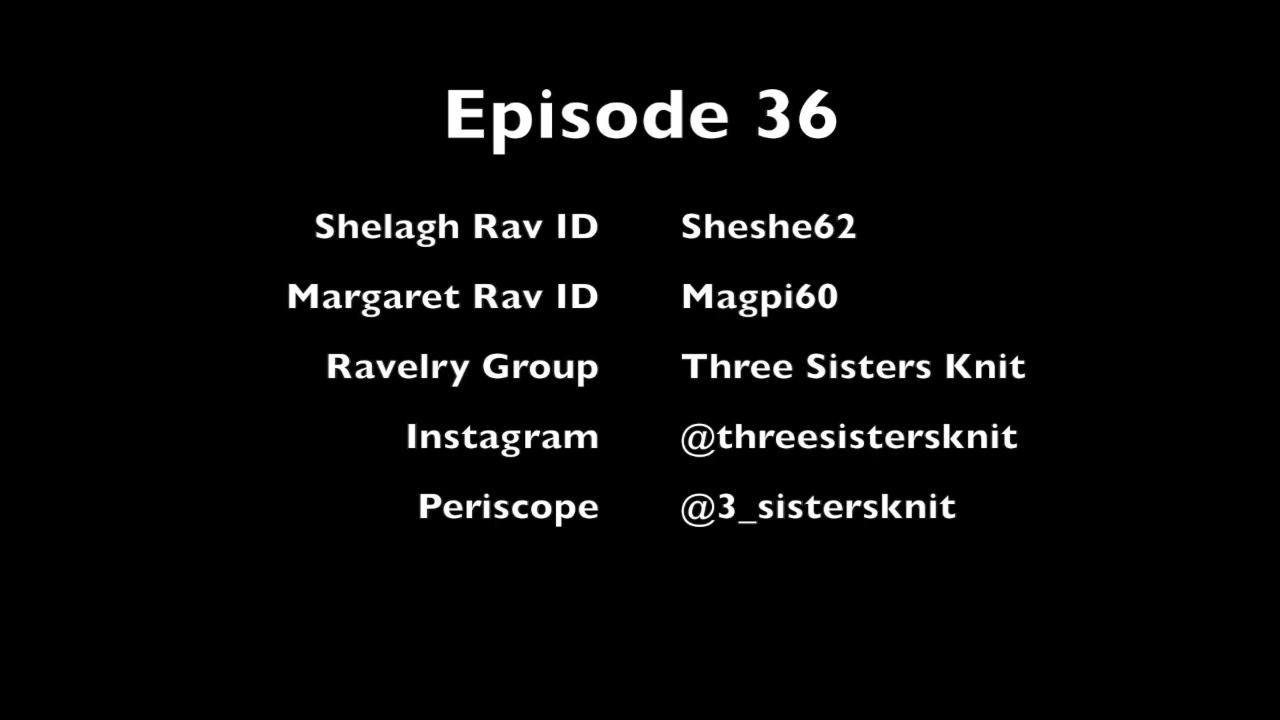 Episode 36
Shelagh Rav ID Sheshe62
Margaret Rav ID Magpi60
Ravelry Group Three Sisters Knit
Instagram @threesistersknit
Periscope @3_sistersknit